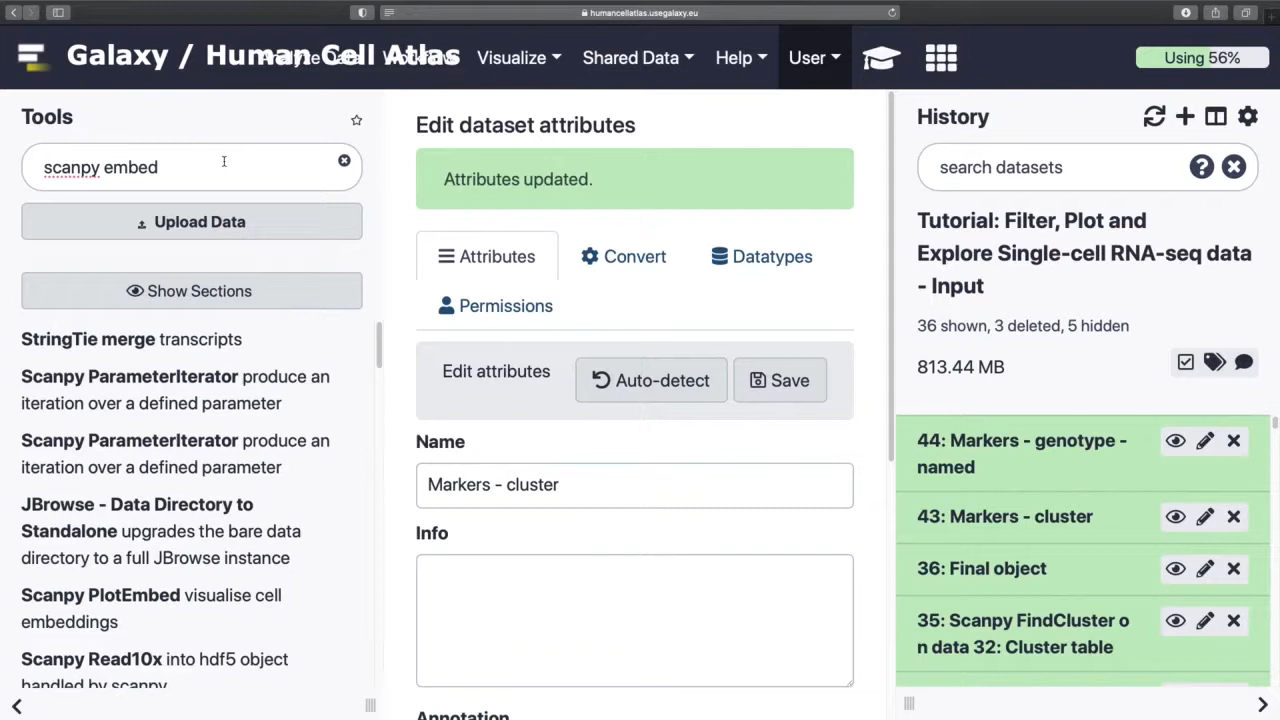 humancellatlas.usegalaxy.eu
Galaxy / Human Cell Atlas
Analyze Data Workflow Visualize Shared Data Help User
Using 56%
Tools
scanpy embed
Upload Data
Show Sections
StringTie merge transcripts
Scanpy ParameterIterator produce an
iteration over a defined parameter
Scanpy ParameterIterator produce an
iteration over a defined parameter
JBrowse - Data Directory to
Standalone upgrades the bare data
directory to a full JBrowse instance
Scanpy PlotEmbed visualise cell
embeddings
Scanpy Read10x into hdf5 object
handled by scanpy
Edit dataset attributes
Attributes updated.
Attributes
Convert
Datatypes
Permissions
Edit attributes
Auto-detect
Save
Name
Markers - cluster
Info
Annotation
History
search datasets
Tutorial: Filter, Plot and
Explore Single-cell RNA-seq data
- Input
36 shown, 3 deleted, 5 hidden
813.44 MB
44: Markers - genotype -
named
43: Markers - cluster
36: Final object
35: Scanpy FindCluster o
n data 32: Cluster table